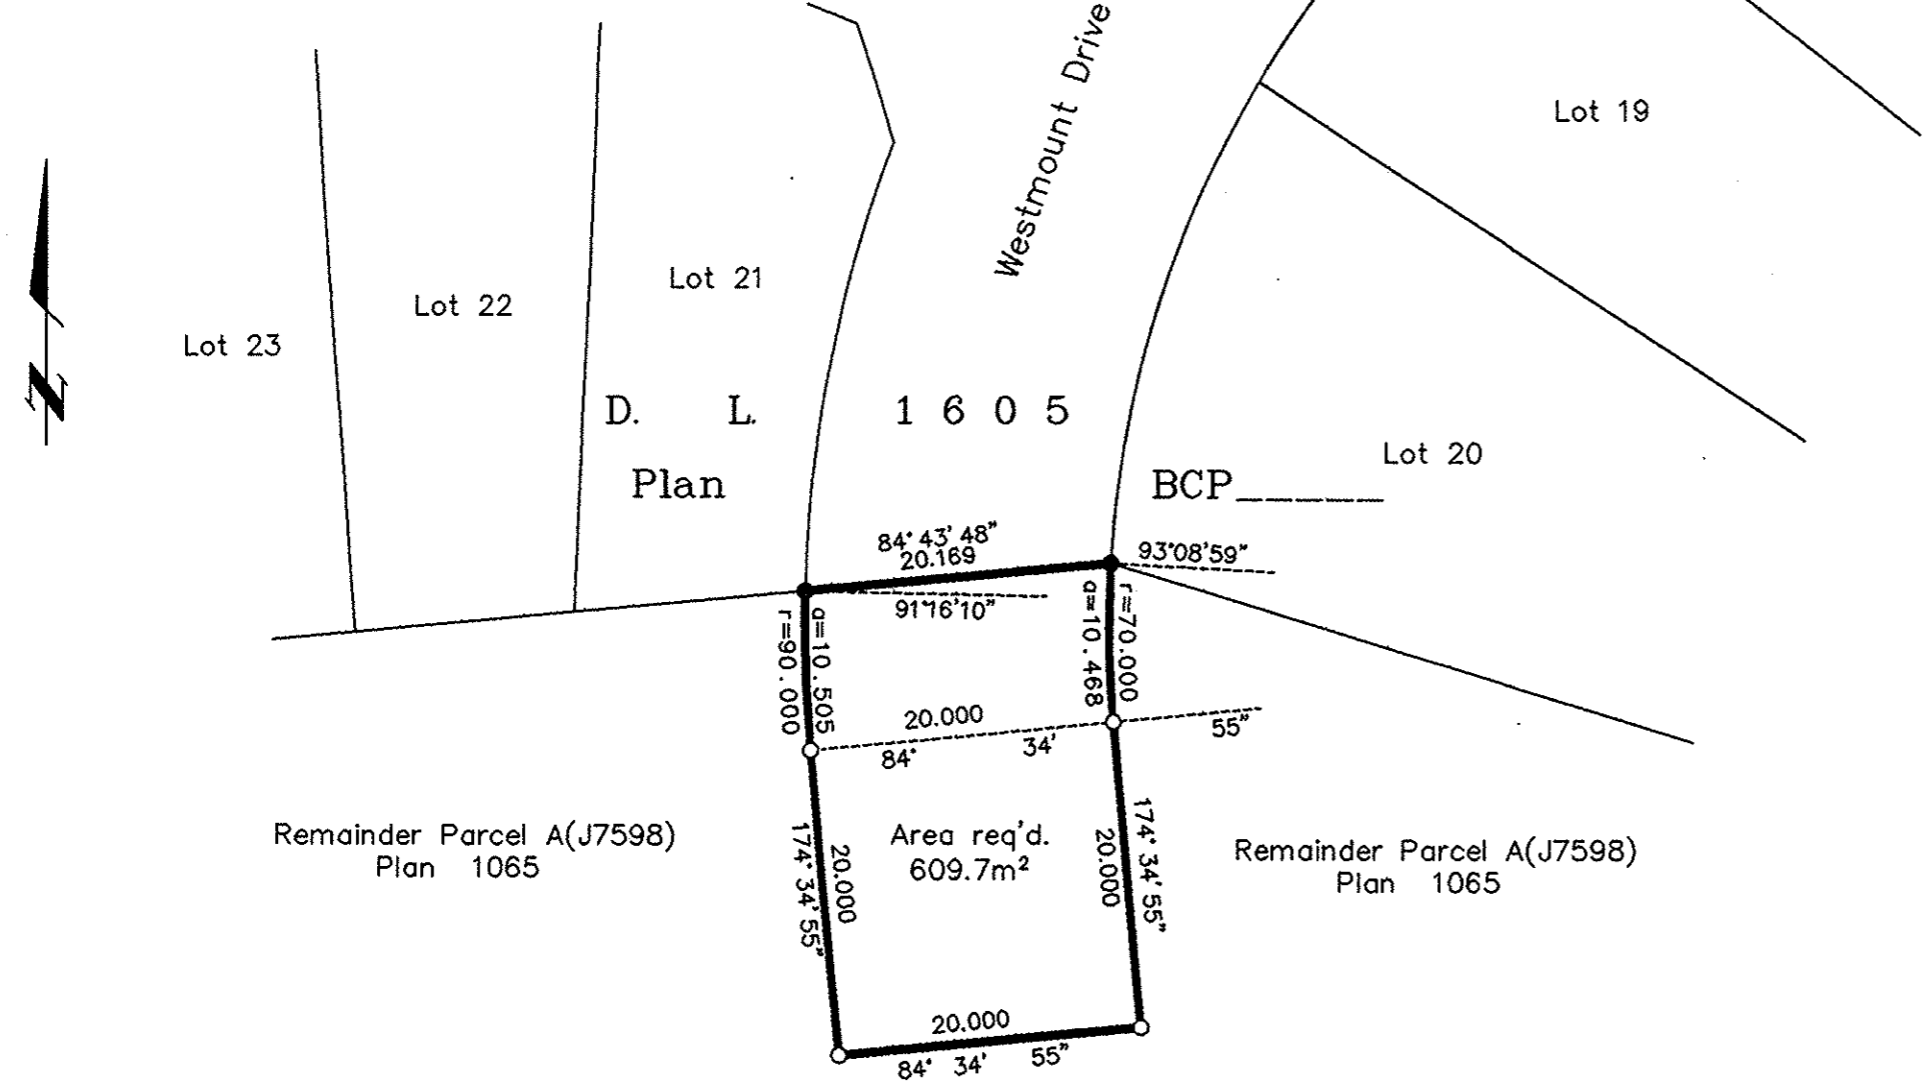 Westmount Drive
Lot 19
Lot 21
Lot 22
Lot 23
N
D. L. 1605
Lot 20
Plan BCP_____
84° 43' 48"
20.169
93°08'59"
91°16'10"
a=10.505
r=90.000
r=70.000
a=10.468
20.000
84° 34' 55"
Remainder Parcel A(J7598)
Plan 1065
174° 34' 55"
20.000
Area req'd.
609.7m²
20.000
174° 34' 55"
Remainder Parcel A(J7598)
Plan 1065
20.000
84° 34' 55"